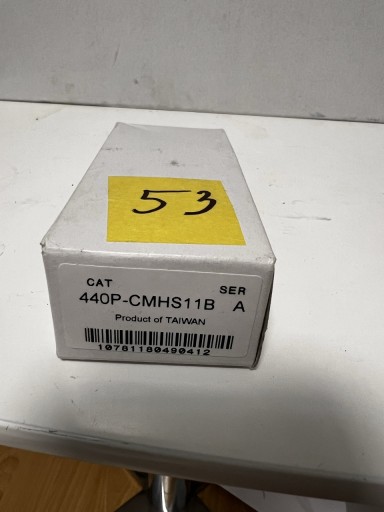 53
CAT
SER
440P-CMHS11B
A
Product of TAIWAN
10781180490412